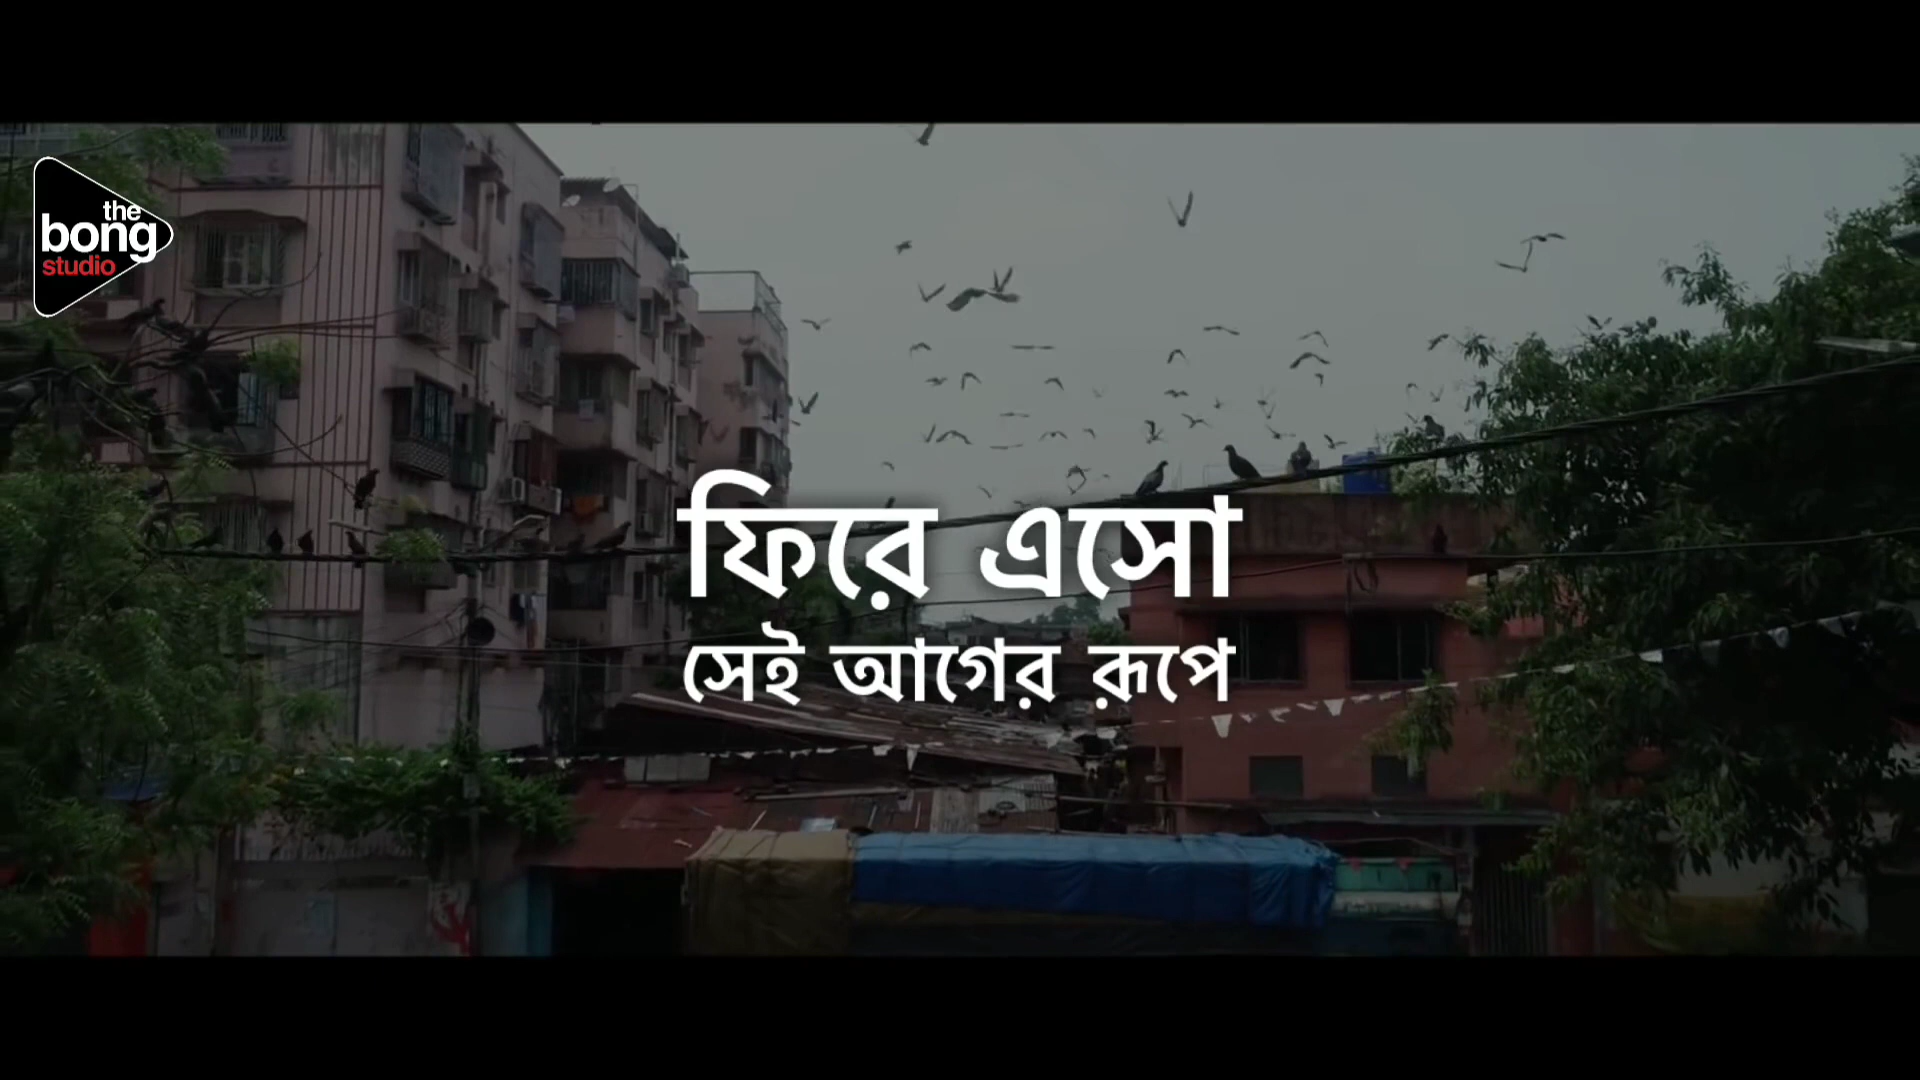 the
bong
studio
ফিরে এসো
সেই আগের রূপে